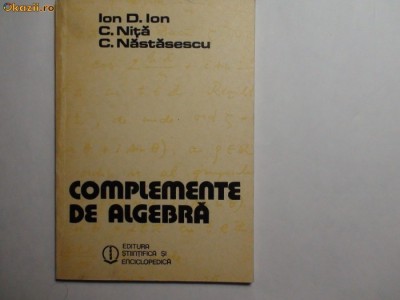 okazii.ro
Ion D. Ion
C. Niță
C. Năstăsescu
COMPLEMENTE
DE ALGEBRĂ
EDITURA
ȘTIINȚIFICĂ ȘI
ENCICLOPEDICĂ